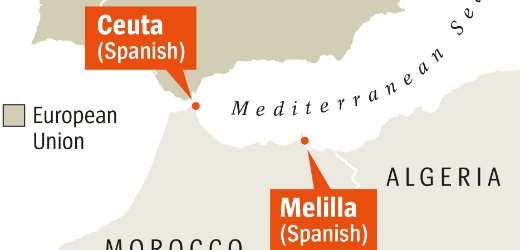 Ceuta
(Spanish)
Mediterranean Se
European
Union
ALGERIA
Melilla
(Spanish)
MOROCCO